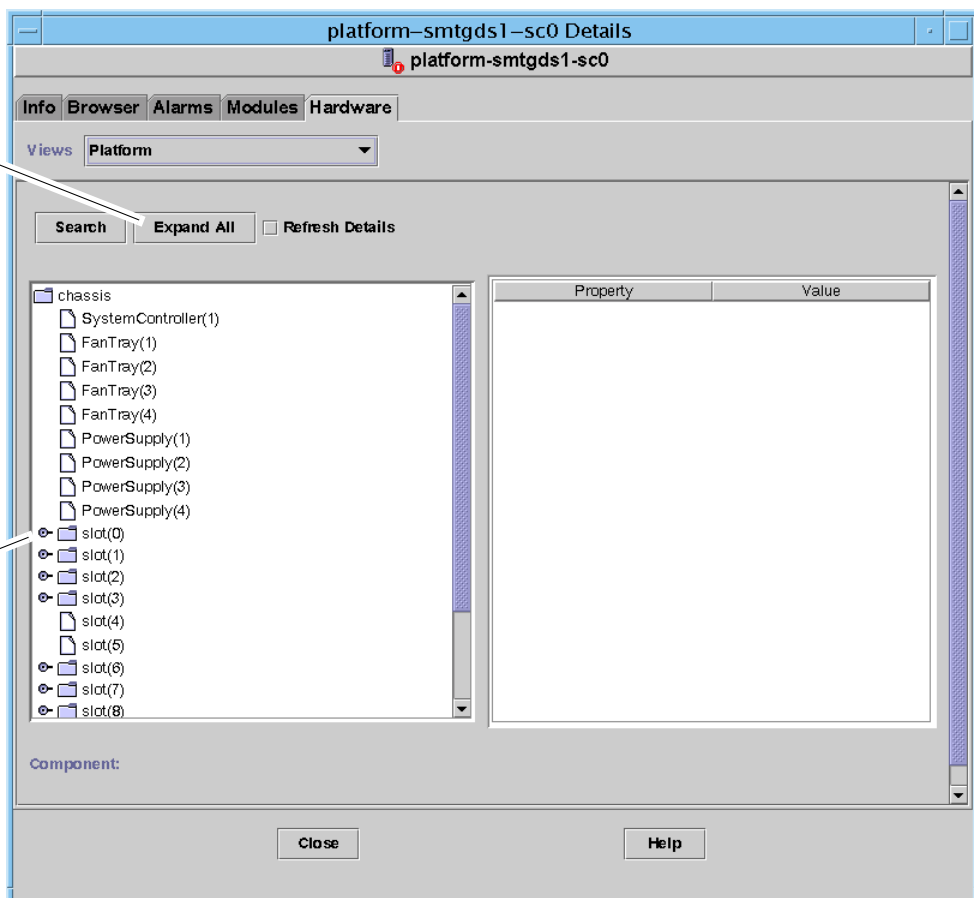 platform–smtgds1–sc0 Details
platform-smtgds1-sc0
Info Browser Alarms Modules Hardware
Views Platform
Search Expand All Refresh Details
chassis
SystemController(1)
FanTray(1)
FanTray(2)
FanTray(3)
FanTray(4)
PowerSupply(1)
PowerSupply(2)
PowerSupply(3)
PowerSupply(4)
slot(0)
slot(1)
slot(2)
slot(3)
slot(4)
slot(5)
slot(6)
slot(7)
slot(8)
Property Value
Component:
Close Help